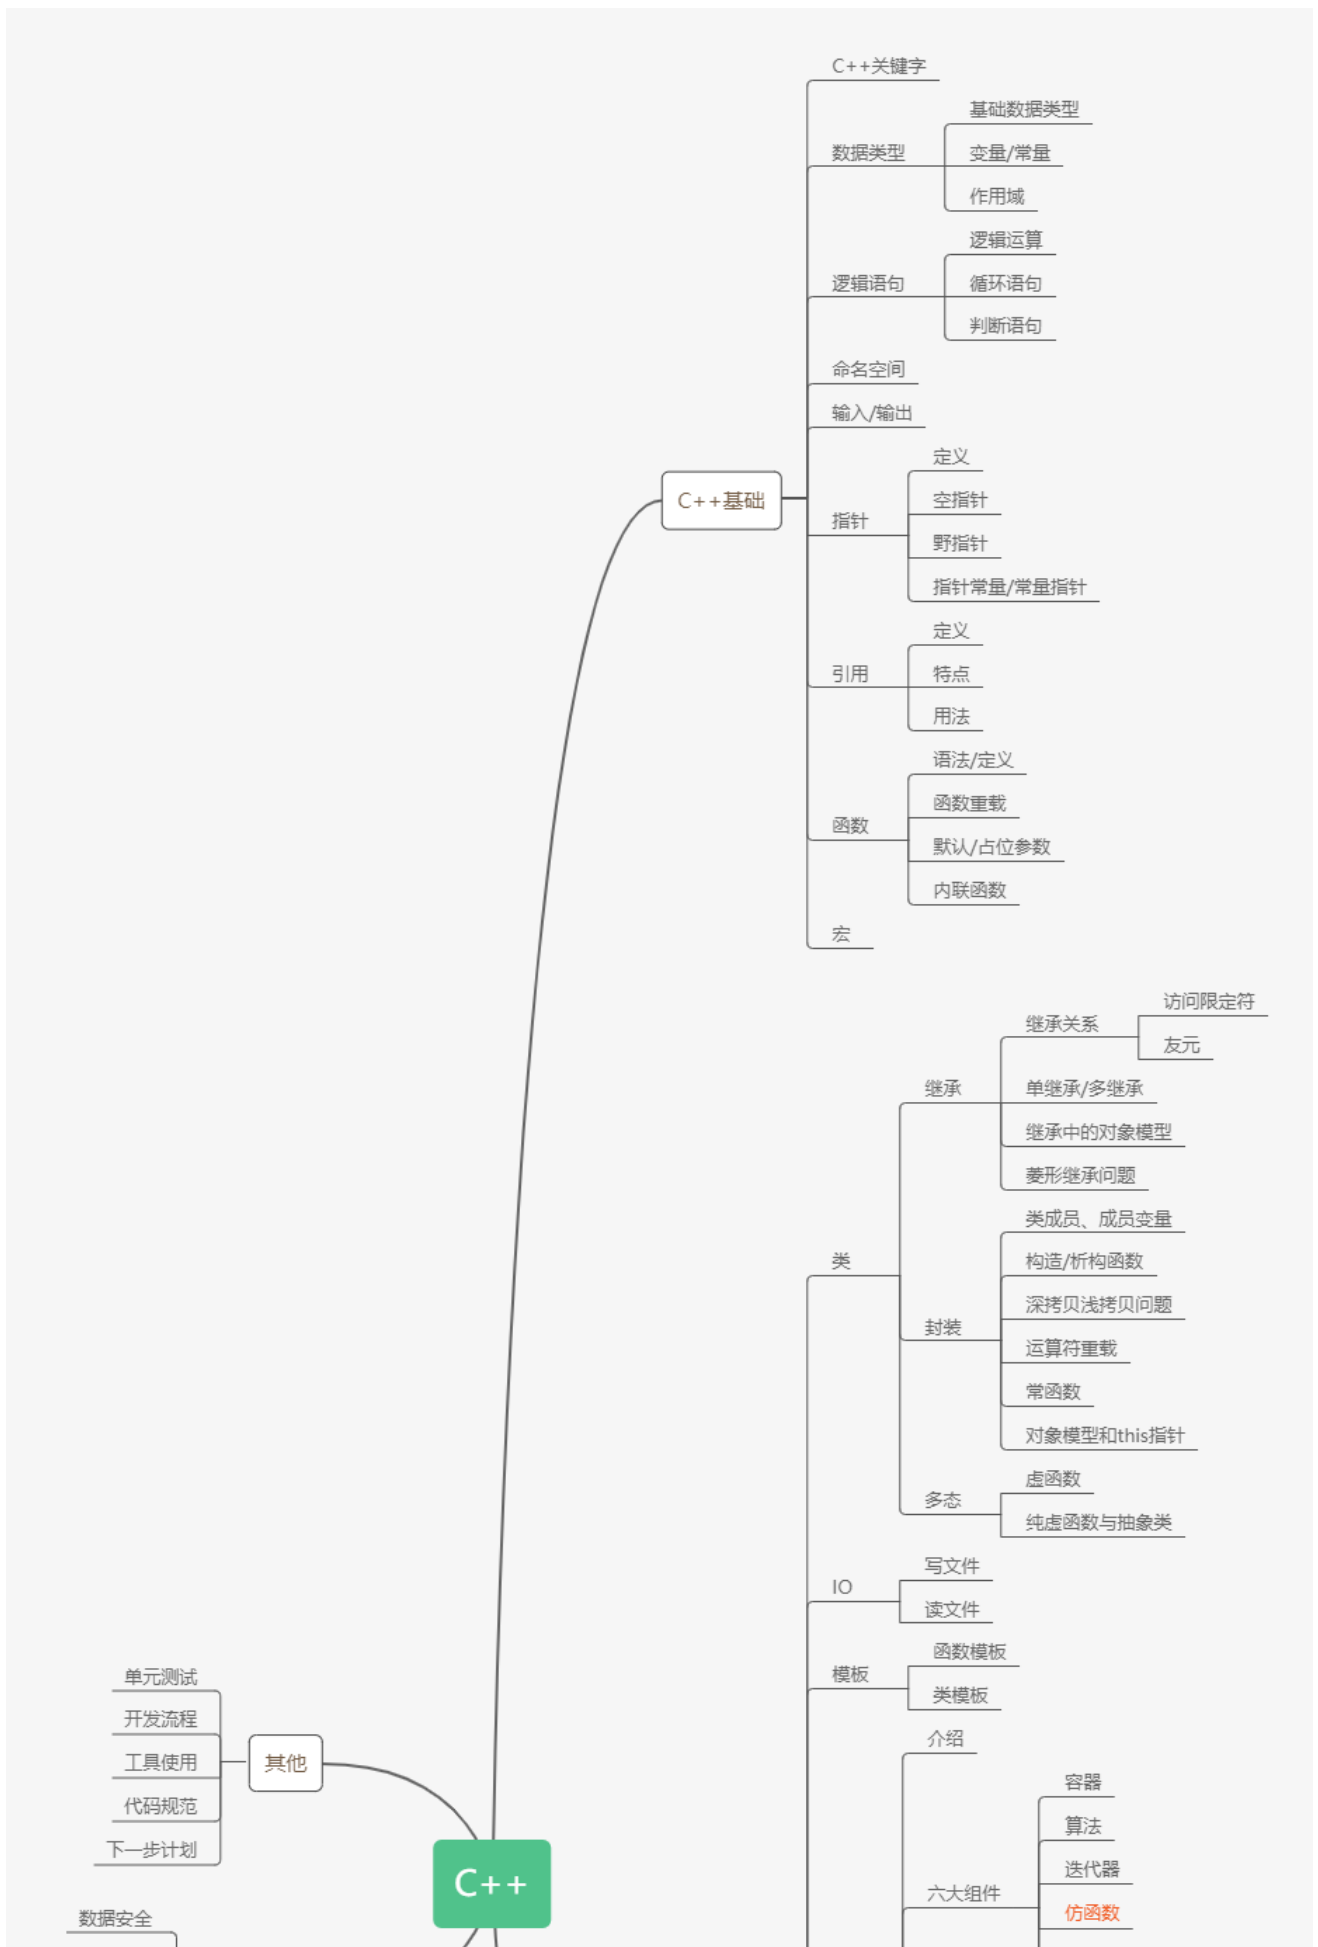 C++关键字
基础数据类型
数据类型
变量/常量
作用域
逻辑运算
逻辑语句
循环语句
判断语句
命名空间
输入/输出
定义
C++基础
空指针
指针
野指针
指针常量/常量指针
定义
引用
特点
用法
语法/定义
函数重载
函数
默认/占位参数
内联函数
宏
访问限定符
继承关系
友元
继承
单继承/多继承
继承中的对象模型
菱形继承问题
类成员、成员变量
类
构造/析构函数
深拷贝浅拷贝问题
封装
运算符重载
常函数
对象模型和this指针
虚函数
多态
纯虚函数与抽象类
写文件
IO
读文件
函数模板
模板
类模板
介绍
容器
算法
迭代器
六大组件
仿函数
单元测试
开发流程
工具使用
其他
代码规范
下一步计划
C++
数据安全